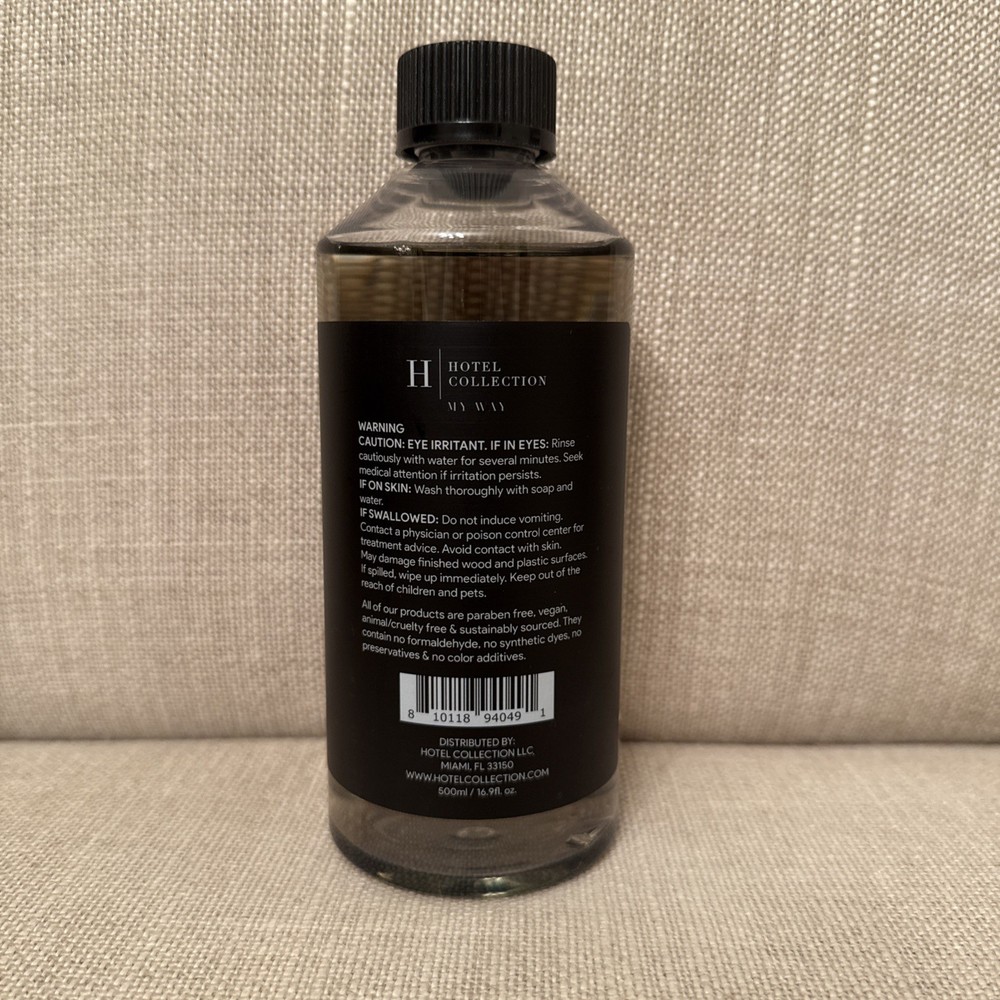 H
HOTEL
COLLECTION
MY WAY
WARNING
CAUTION: EYE IRRITANT. IF IN EYES: Rinse
cautiously with water for several minutes. Seek
medical attention if irritation persists.
IF ON SKIN: Wash thoroughly with soap and
water.
IF SWALLOWED: Do not induce vomiting.
Contact a physician or poison control center for
treatment advice. Avoid contact with skin.
May damage finished wood and plastic surfaces.
If spilled, wipe up immediately. Keep out of the
reach of children and pets.
All of our products are paraben free, vegan,
animal/cruelty free & sustainably sourced. They
contain no formaldehyde, no synthetic dyes, no
preservatives & no color additives.
8 10118 94049 1
DISTRIBUTED BY:
HOTEL COLLECTION LLC,
MIAMI, FL 33150
WWW.HOTELCOLLECTION.COM
500ml / 16.9fl. oz.